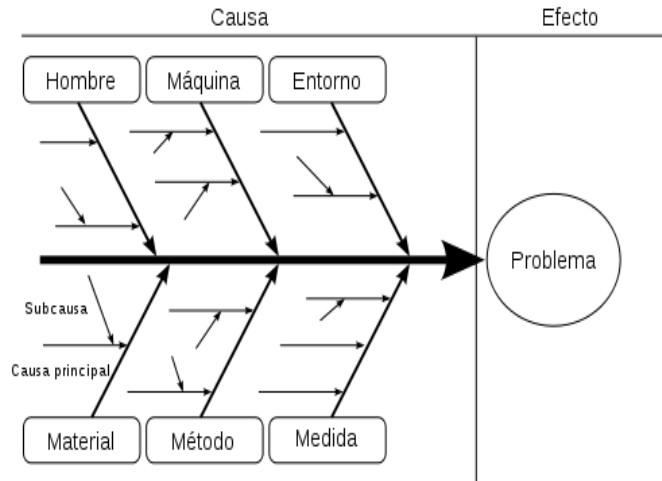 Causa
Efecto
Hombre
Máquina
Entorno
Problema
Subcausa
Causa principal
Material
Método
Medida